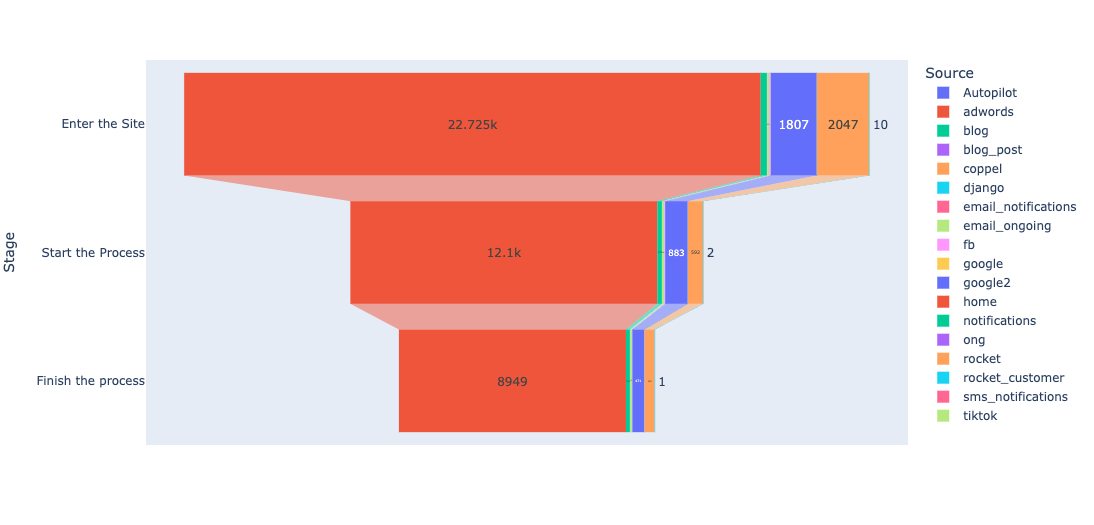 Source
Autopilot
adwords
blog
blog_post
coppel
django
email_notifications
email_ongoing
fb
google
google2
home
notifications
ong
rocket
rocket_customer
sms_notifications
tiktok
Stage
Enter the Site
22.725k
1807
2047
10
Start the Process
12.1k
883
592
2
Finish the process
8949
1